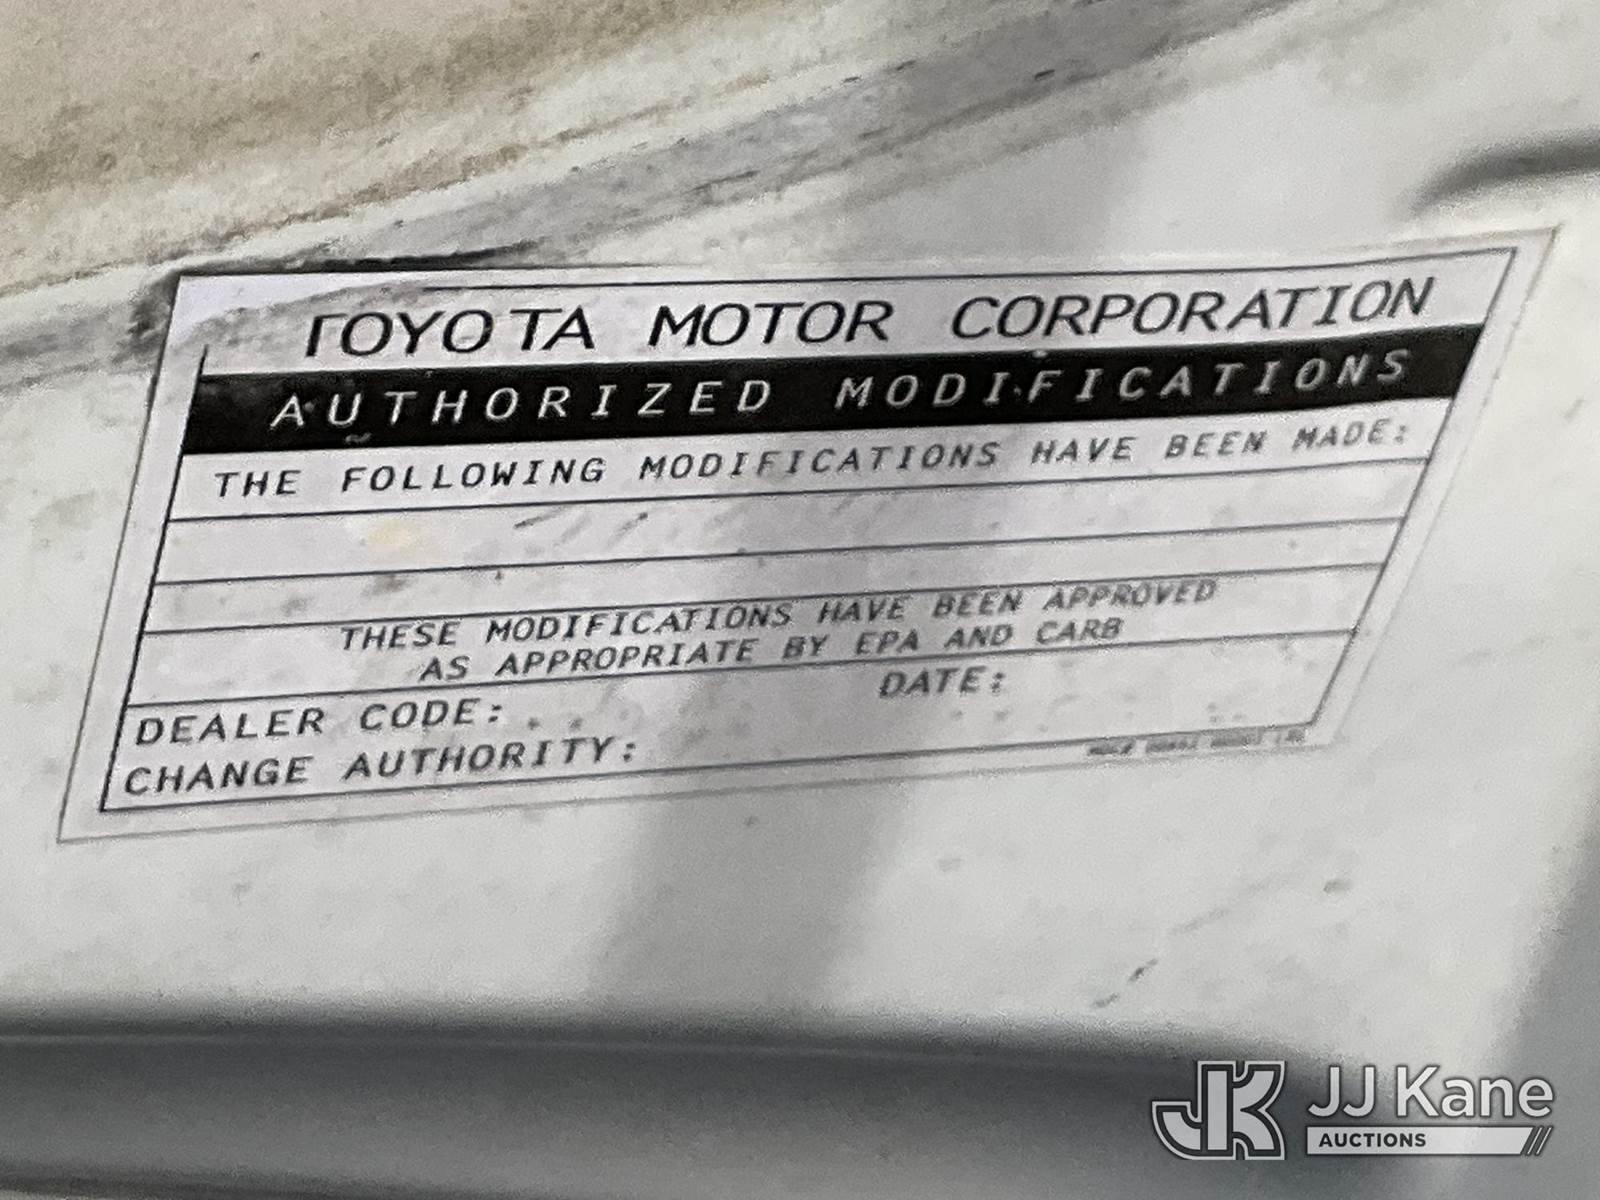 TOYOTA MOTOR CORPORATION
AUTHORIZED MODIFICATIONS
THE FOLLOWING MODIFICATIONS HAVE BEEN MADE:
THESE MODIFICATIONS HAVE BEEN APPROVED
AS APPROPRIATE BY EPA AND CARB
DEALER CODE: DATE:
CHANGE AUTHORITY:
JK JJ Kane
AUCTIONS